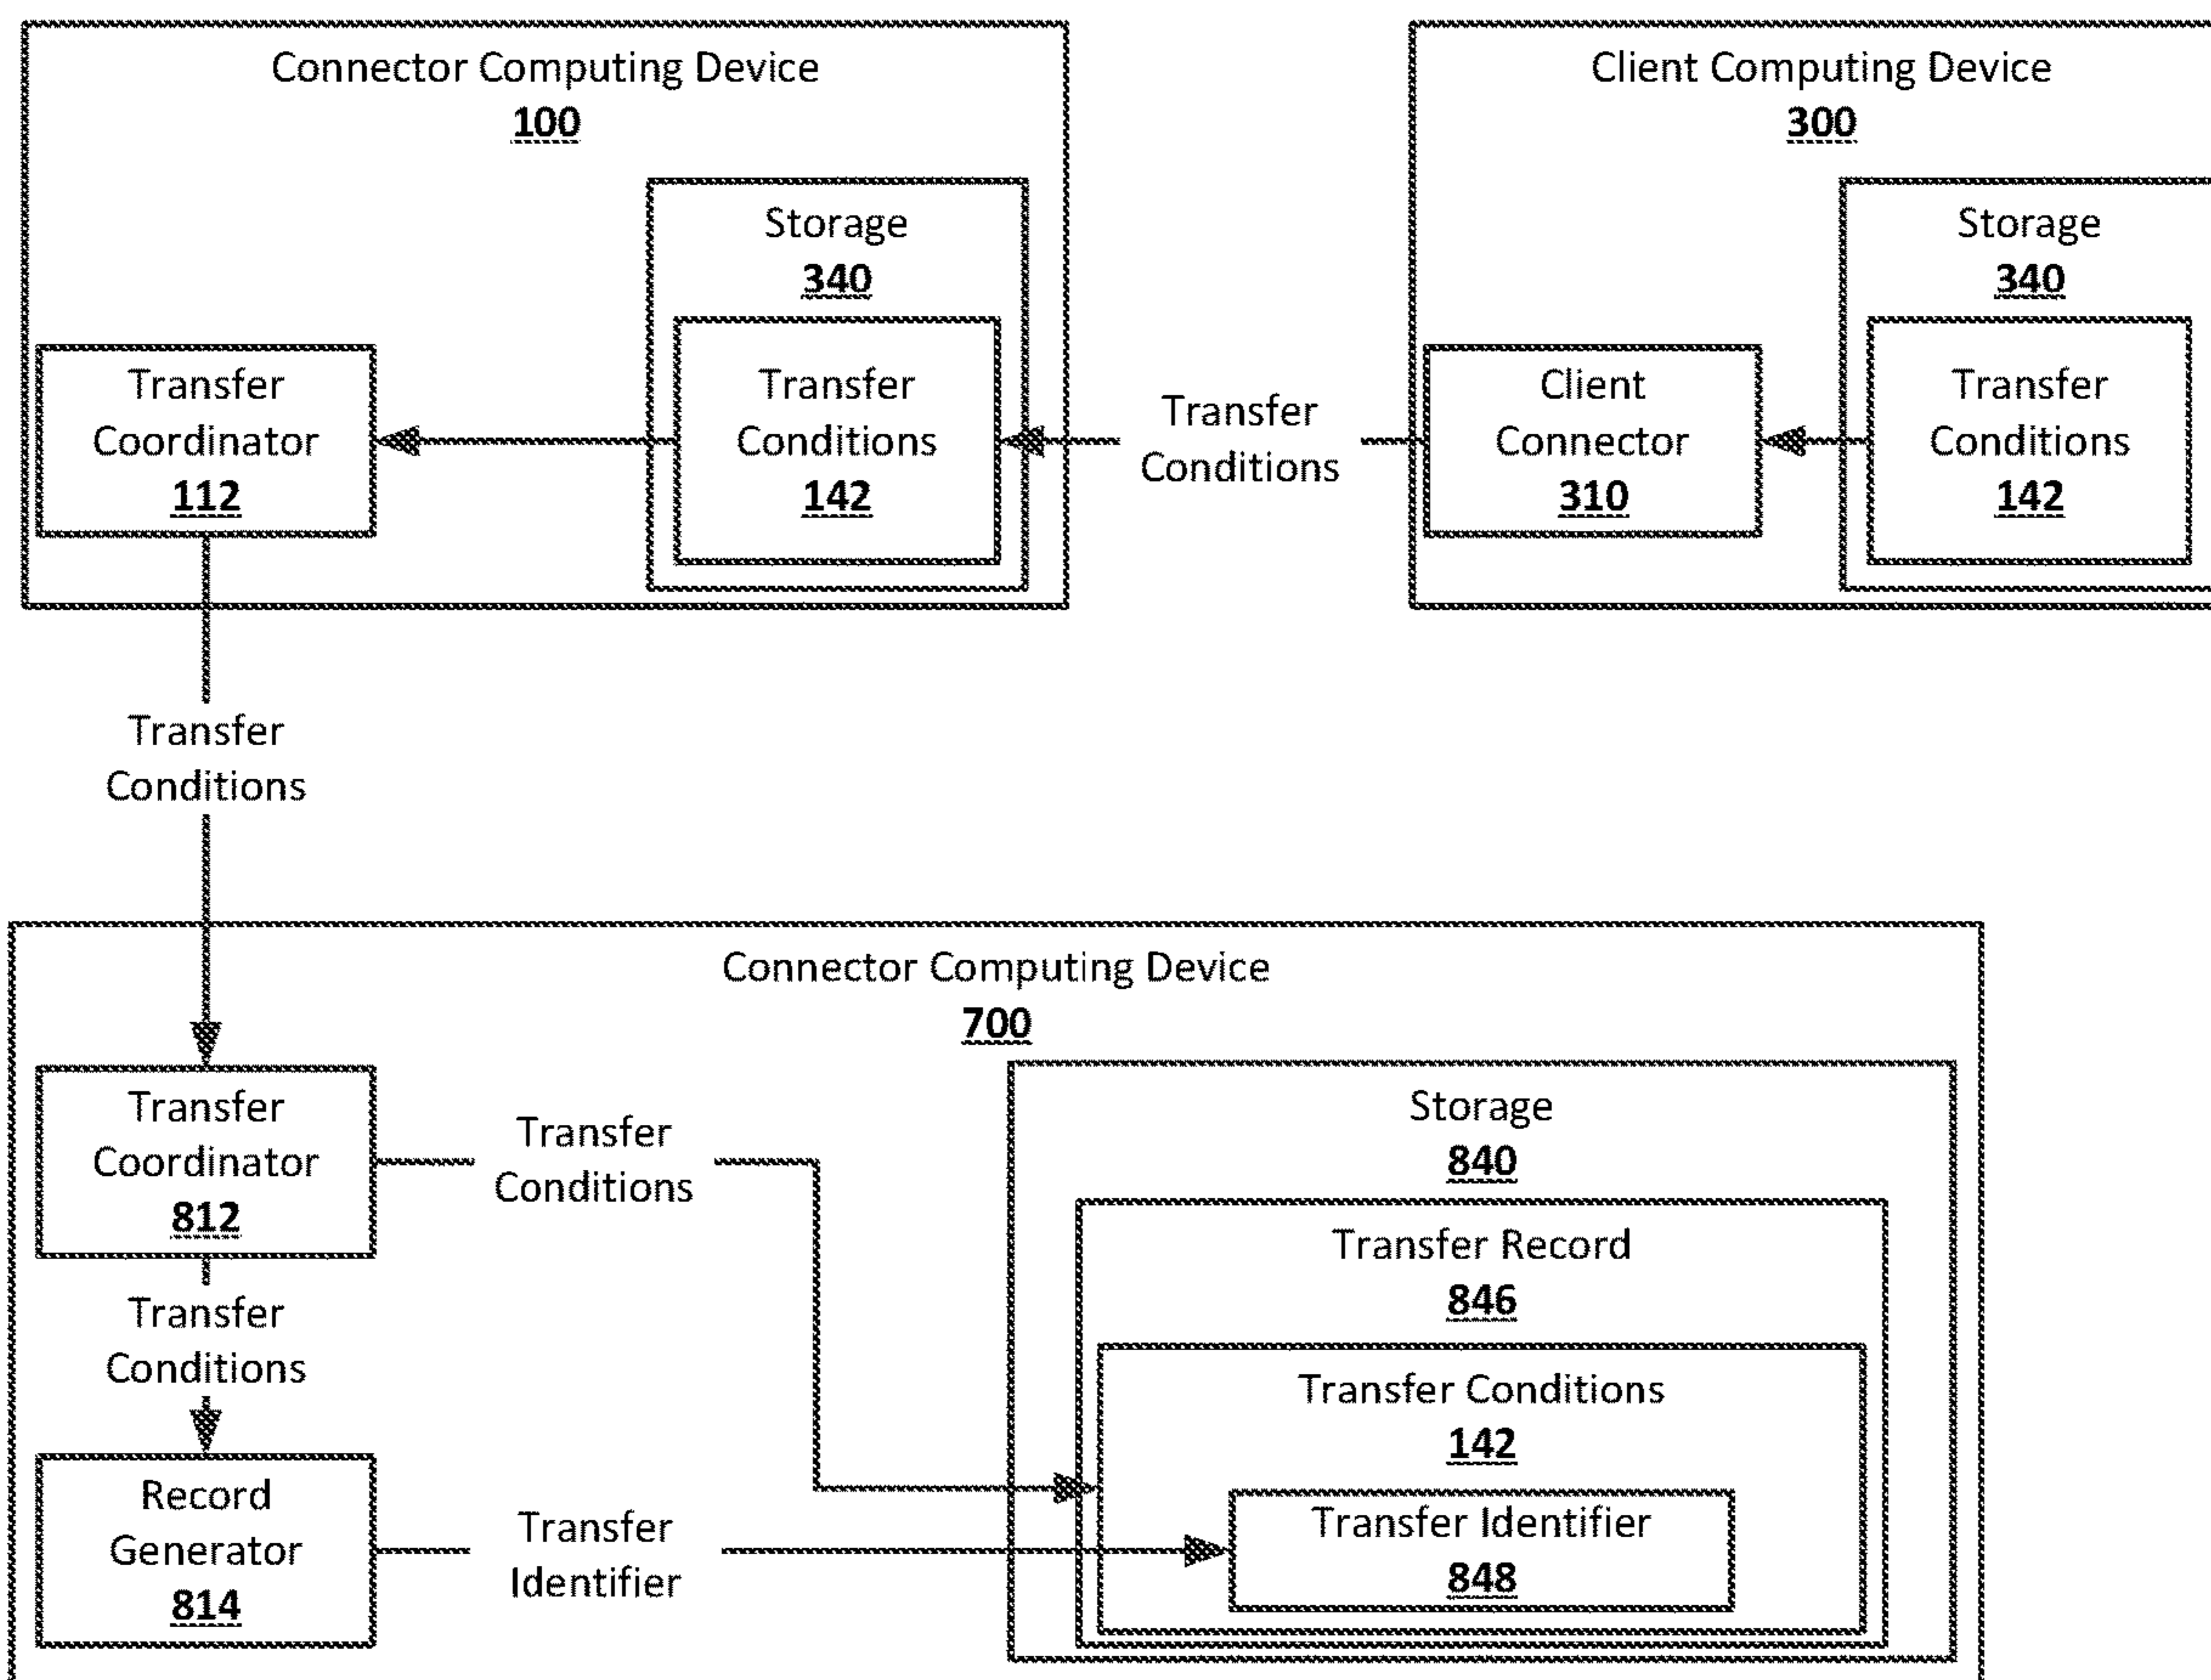 Connector Computing Device
100
Storage
340
Transfer
Conditions
142
Transfer
Coordinator
112
Client Computing Device
300
Storage
340
Transfer
Conditions
142
Client
Connector
310
Transfer
Conditions
Transfer
Conditions
Connector Computing Device
700
Transfer
Coordinator
812
Transfer
Conditions
Transfer
Conditions
Record
Generator
814
Transfer
Identifier
Storage
840
Transfer Record
846
Transfer Conditions
142
Transfer Identifier
848